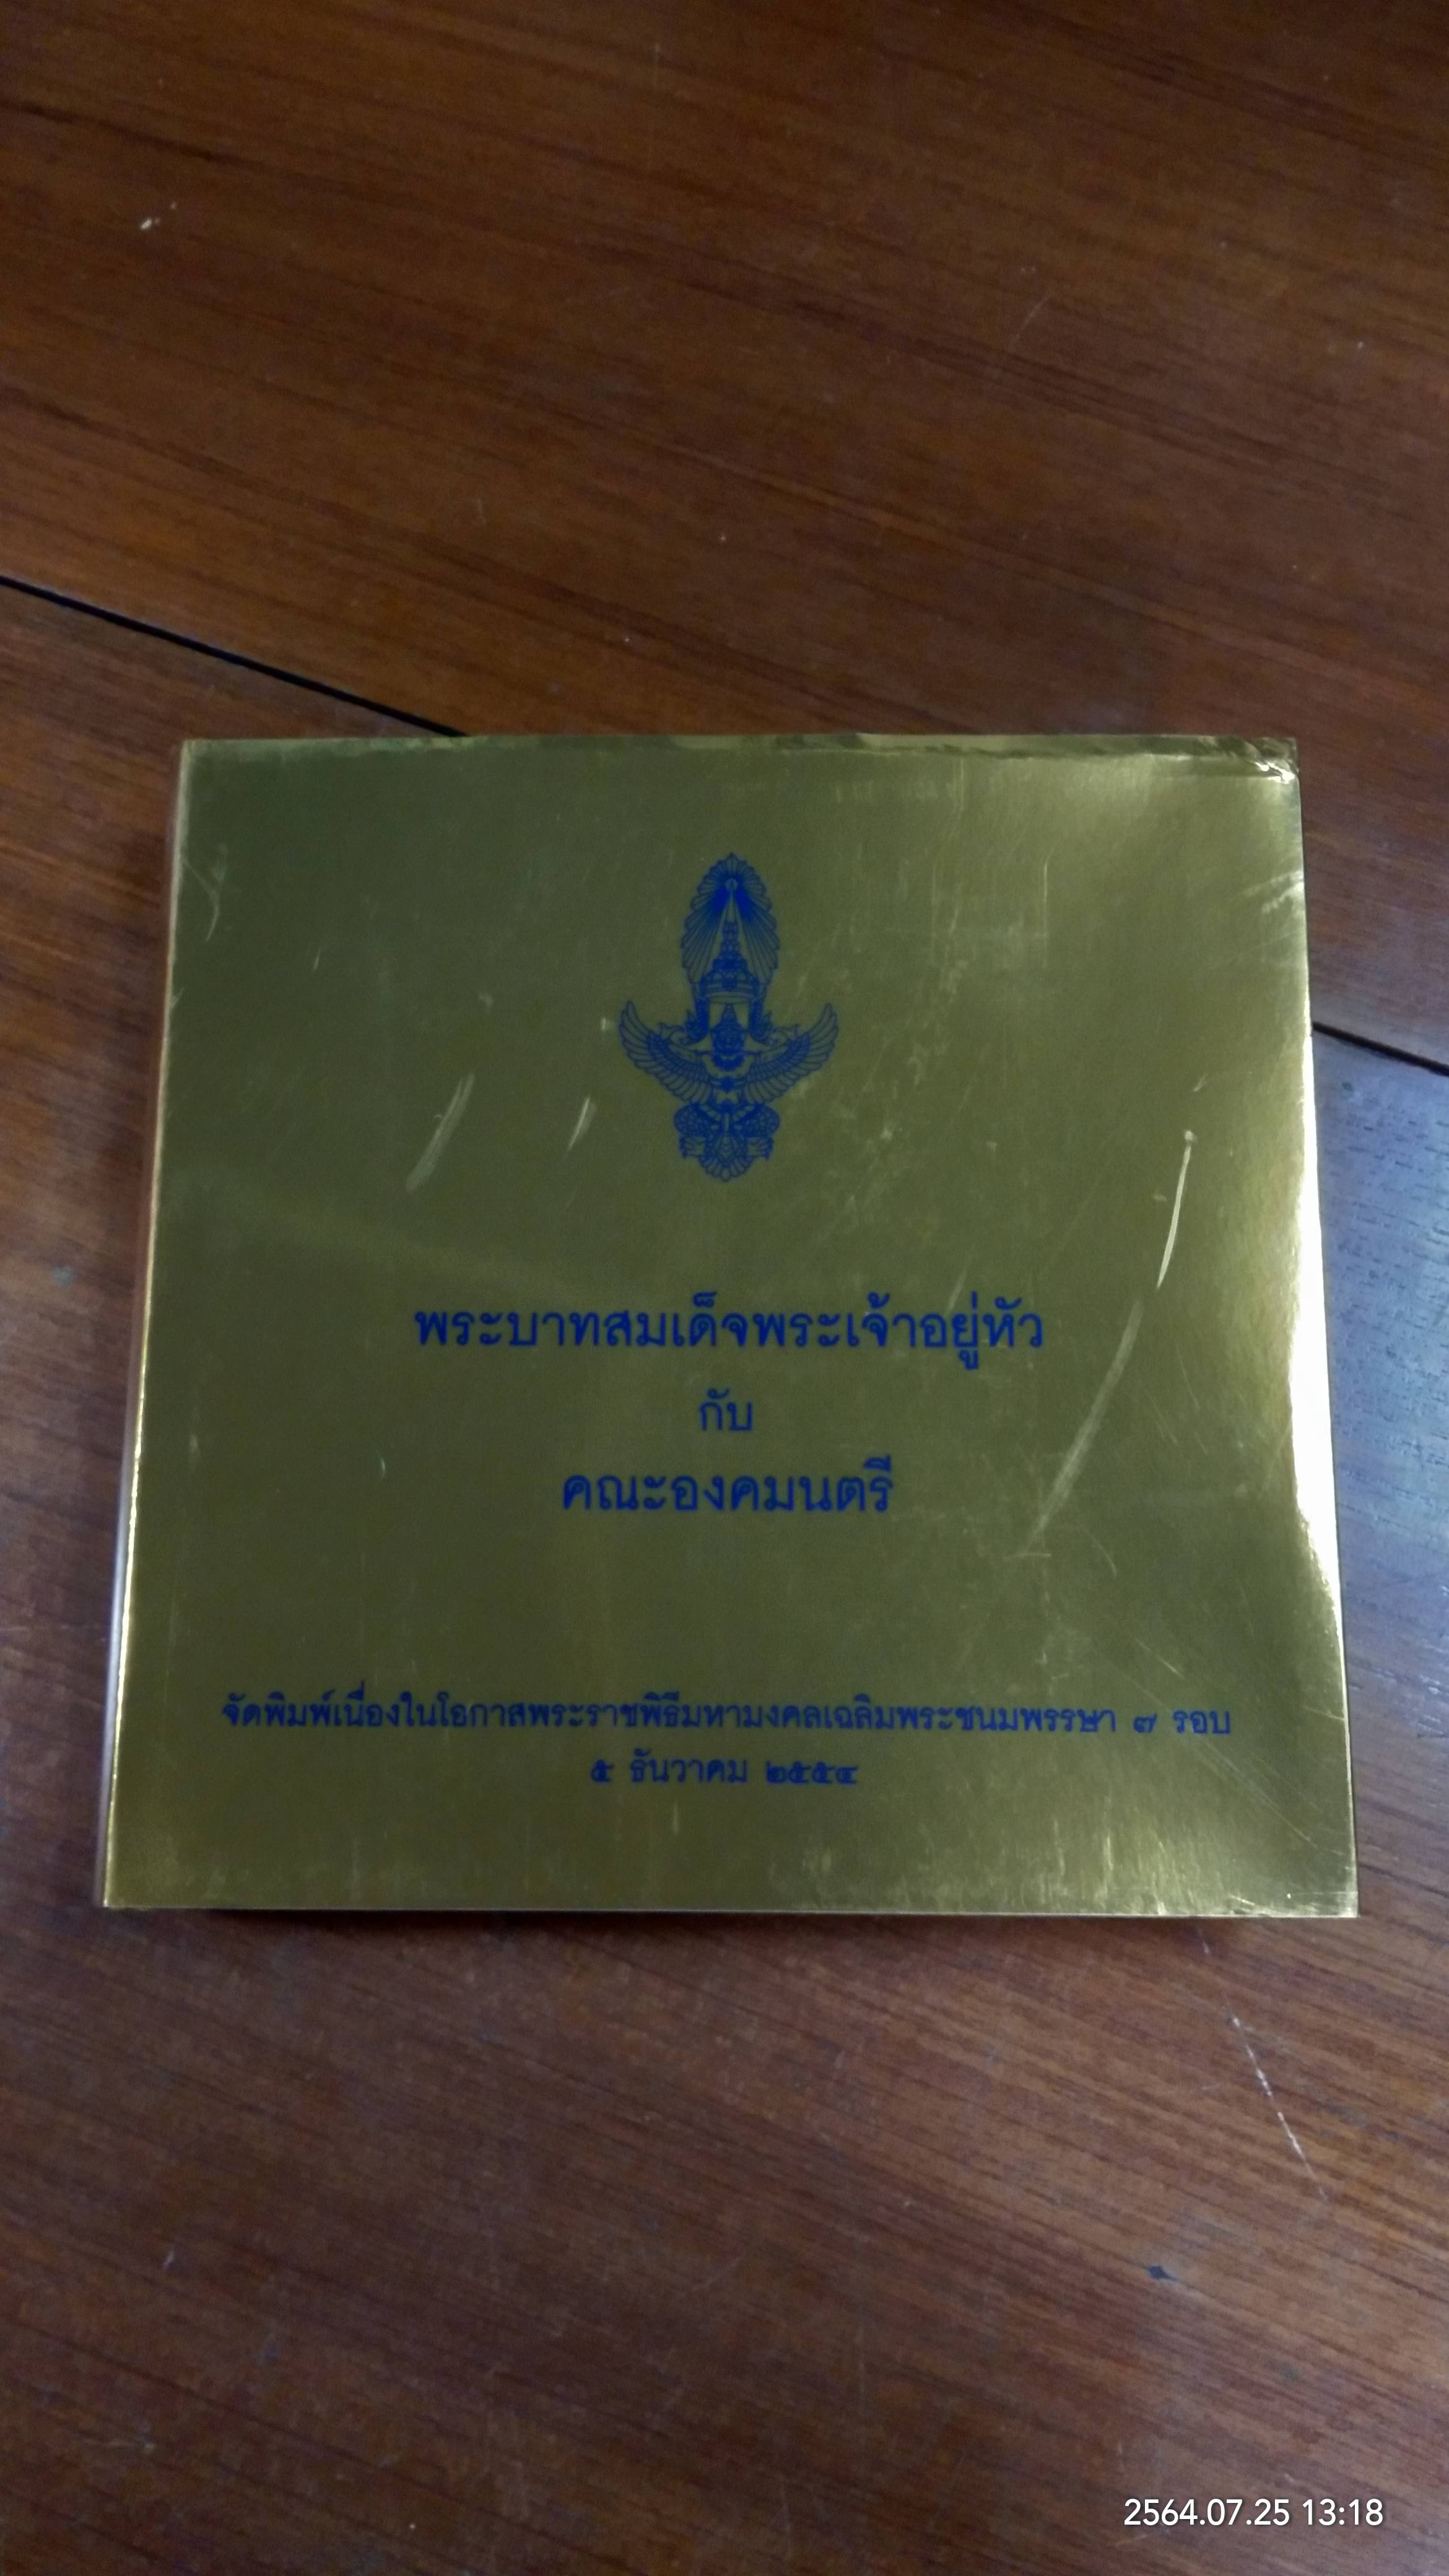 พระบาทสมเด็จพระเจ้าอยู่หัว
กับ
คณะองคมนตรี
จัดพิมพ์เนื่องในโอกาสพระราชพิธีมหามงคลเฉลิมพระชนมพรรษา ๗ รอบ
๕ ธันวาคม ๒๕๕๔
2564.07.25 13:18